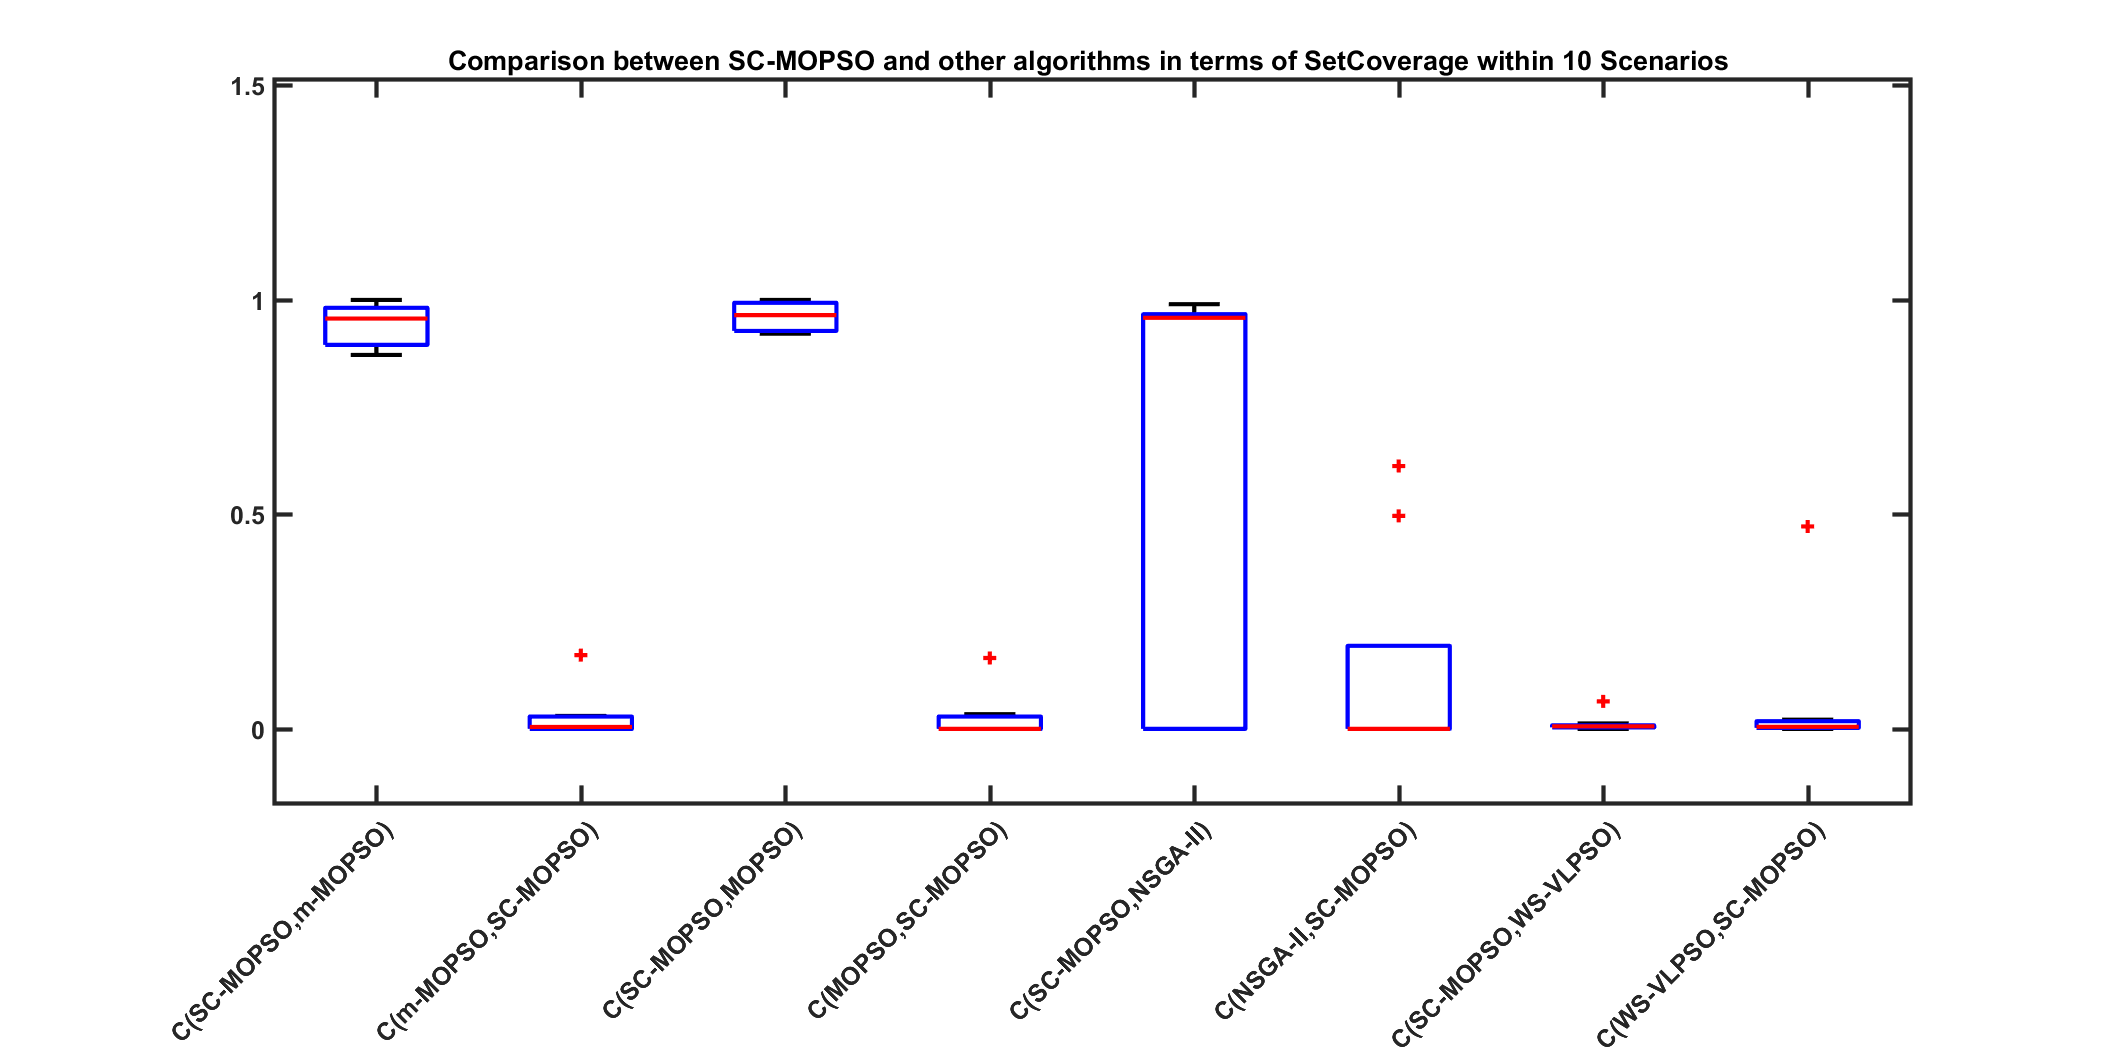 Comparison between SC-MOPSO and other algorithms in terms of SetCoverage within 10 Scenarios
1.5
1
0.5
0
C(SC-MOPSO,m-MOPSO)
C(m-MOPSO,SC-MOPSO)
C(SC-MOPSO,MOPSO)
C(MOPSO,SC-MOPSO)
C(SC-MOPSO,NSGA-II)
C(NSGA-II,SC-MOPSO)
C(SC-MOPSO,WS-VLPSO)
C(WS-VLPSO,SC-MOPSO)